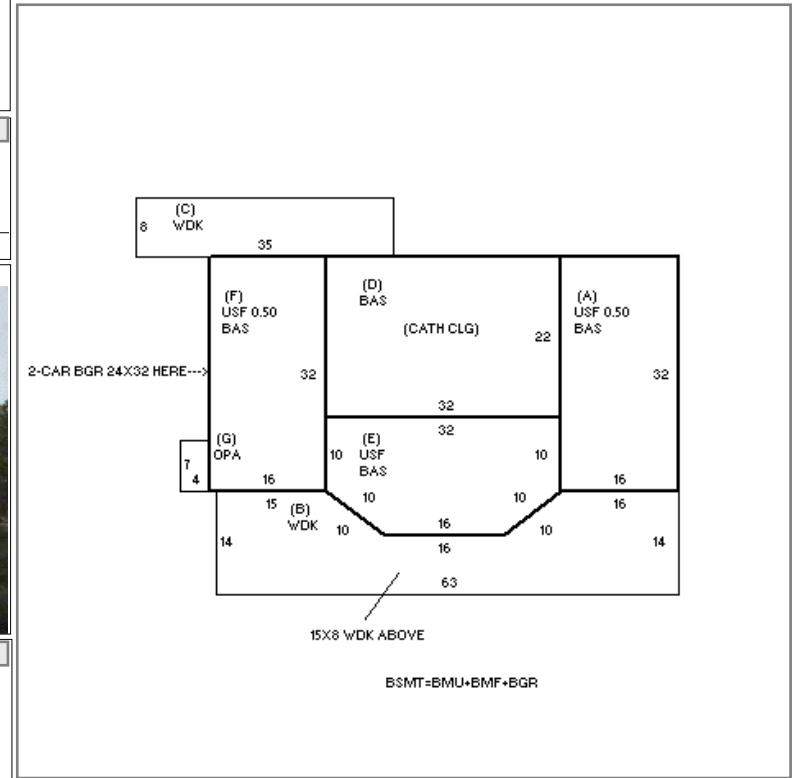 (C)
WDK
8
35
(F)
USF 0.50
BAS
(D)
BAS
(A)
USF 0.50
BAS
(CATH CLG)
22
2-CAR BGR 24X32 HERE--->
32
32
32
32
(G)
OPA
(E)
USF
BAS
10
10
7
4
16
16
15
(B)
WDK
10
10
16
10
16
10
16
14
14
63
15X8 WDK ABOVE
BSMT=BMU+BMF+BGR